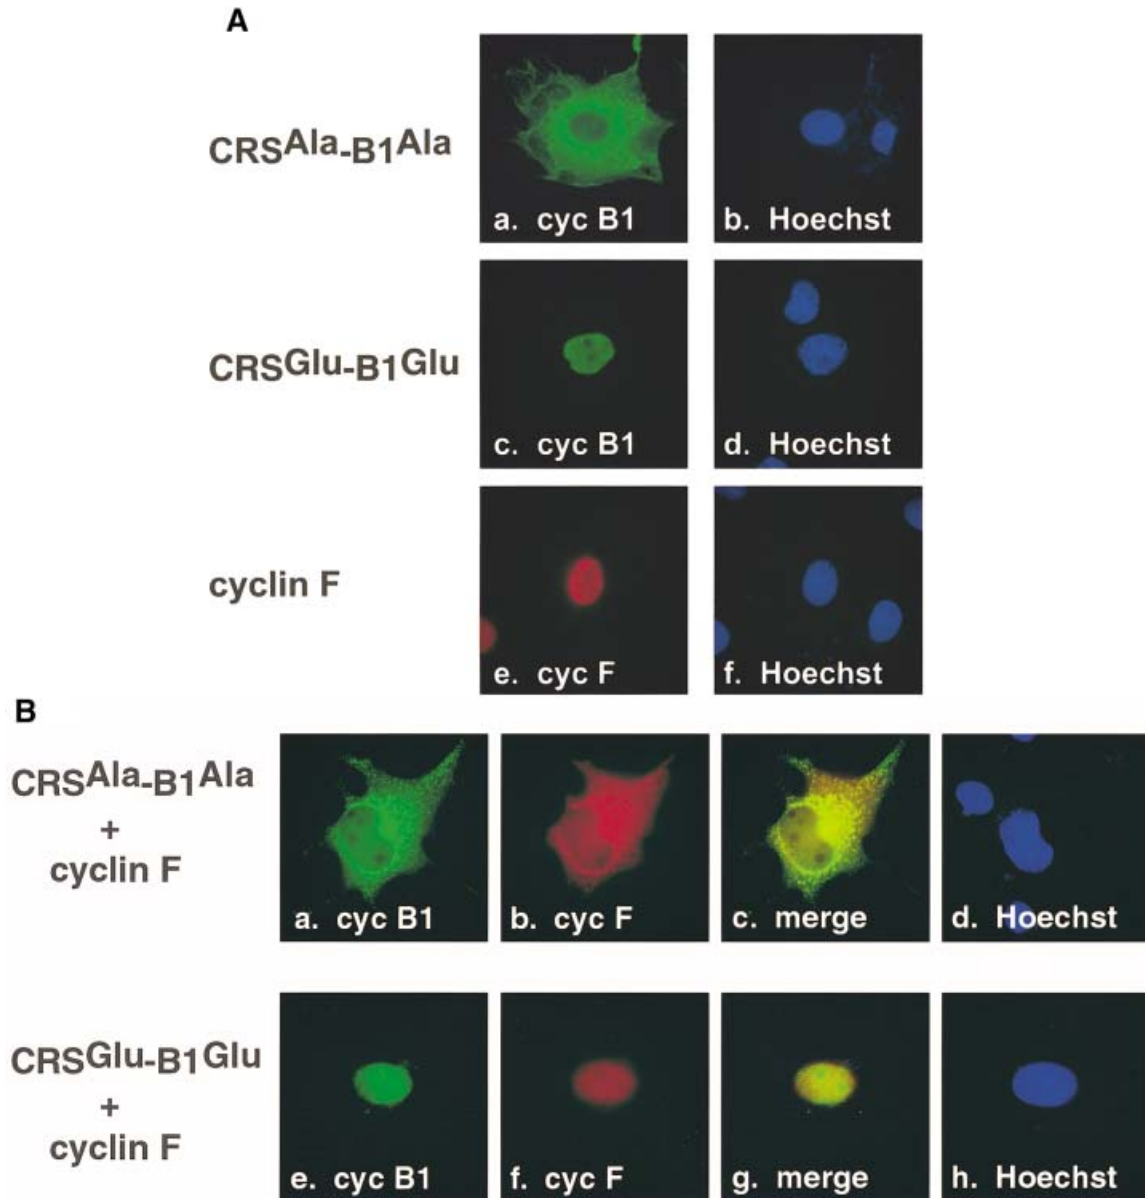 A
CRSAla-B1Ala
a. cyc B1
b. Hoechst
CRSGlu-B1Glu
c. cyc B1
d. Hoechst
cyclin F
e. cyc F
f. Hoechst
B
CRSAla-B1Ala
+
cyclin F
a. cyc B1
b. cyc F
c. merge
d. Hoechst
CRSGlu-B1Glu
+
cyclin F
e. cyc B1
f. cyc F
g. merge
h. Hoechst